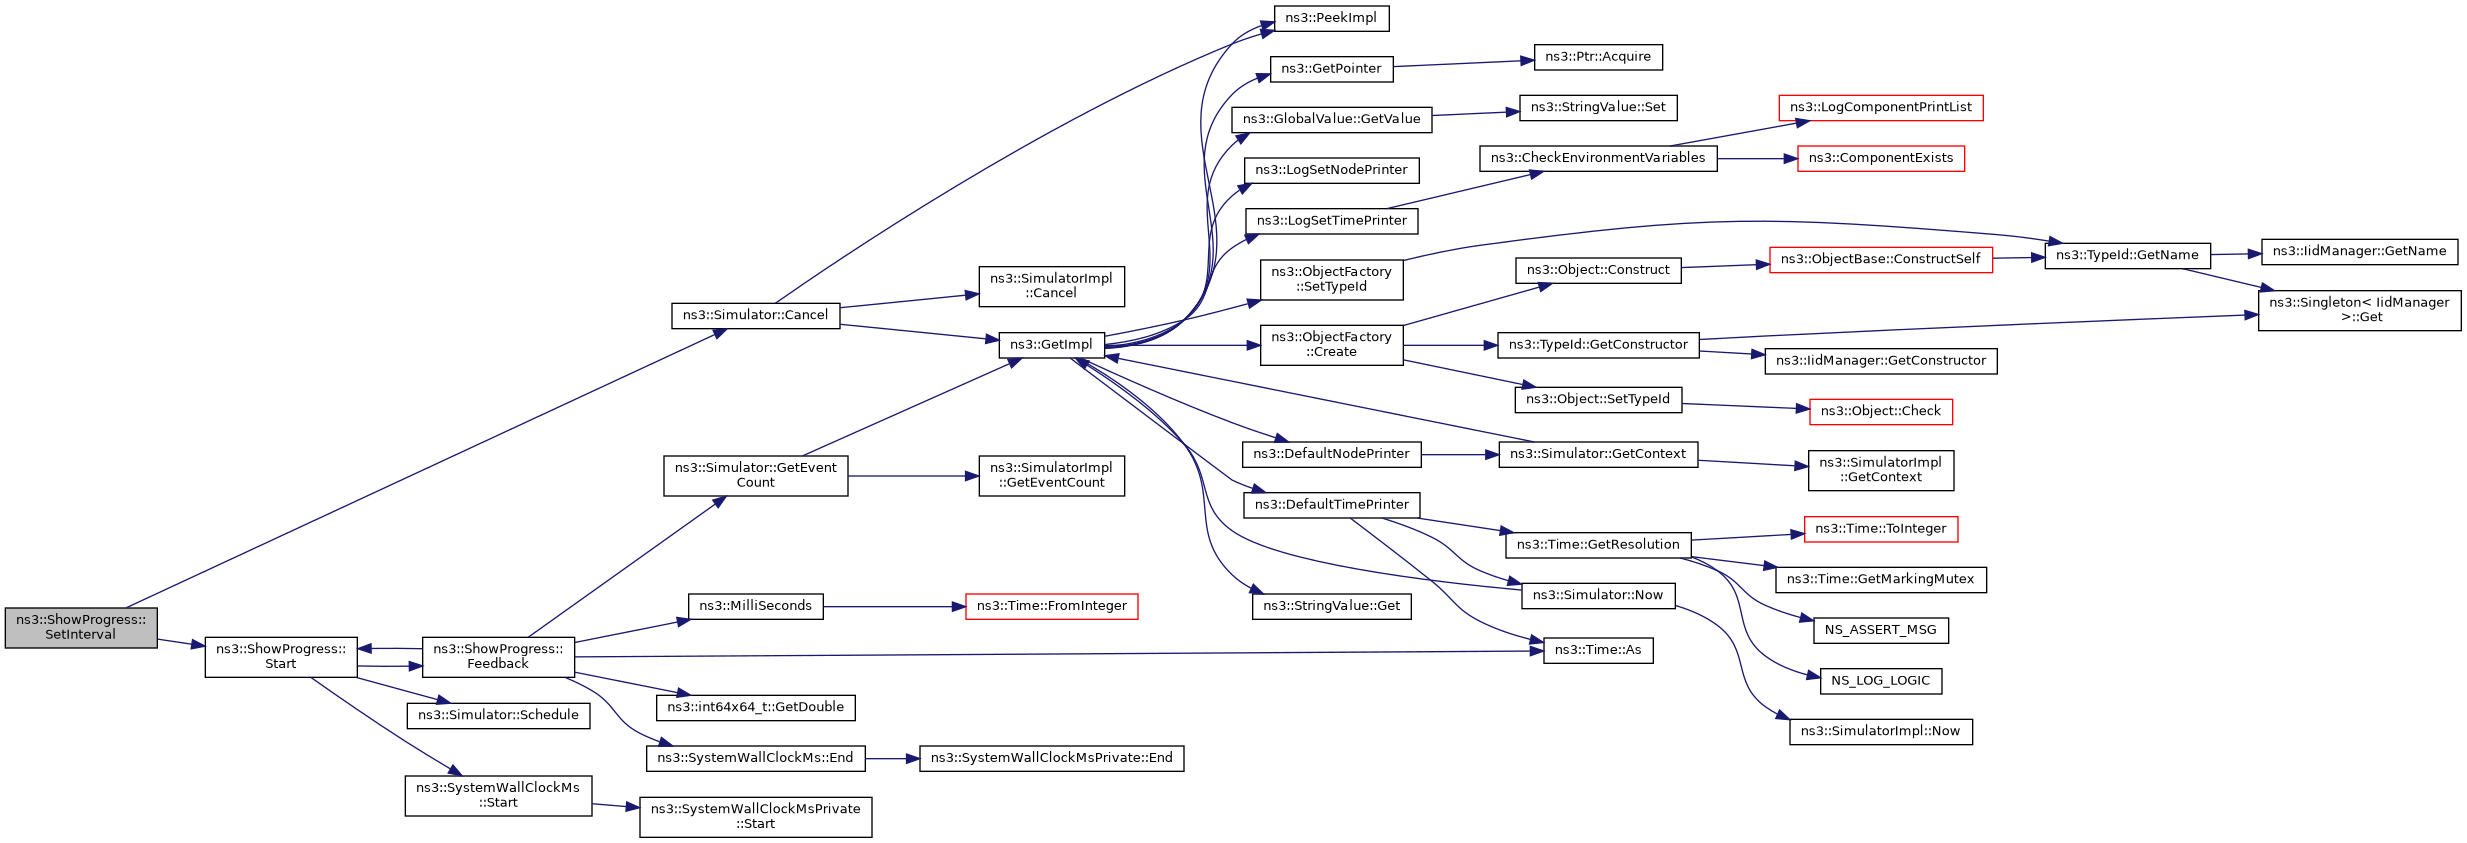 ns3::ShowProgress::
SetInterval
ns3::ShowProgress::
Start
ns3::ShowProgress::
Feedback
ns3::Simulator::Schedule
ns3::SystemWallClockMs
::Start
ns3::SystemWallClockMsPrivate
::Start
ns3::Simulator::Cancel
ns3::Simulator::GetEvent
Count
ns3::MilliSeconds
ns3::int64x64_t::GetDouble
ns3::SystemWallClockMs::End
ns3::SimulatorImpl
::Cancel
ns3::GetImpl
ns3::SimulatorImpl
::GetEventCount
ns3::Time::FromInteger
ns3::SystemWallClockMsPrivate::End
ns3::PeekImpl
ns3::GetPointer
ns3::GlobalValue::GetValue
ns3::LogSetNodePrinter
ns3::LogSetTimePrinter
ns3::ObjectFactory
::SetTypeId
ns3::ObjectFactory
::Create
ns3::DefaultNodePrinter
ns3::DefaultTimePrinter
ns3::StringValue::Get
ns3::Ptr::Acquire
ns3::StringValue::Set
ns3::CheckEnvironmentVariables
ns3::Object::Construct
ns3::TypeId::GetConstructor
ns3::Object::SetTypeId
ns3::Simulator::GetContext
ns3::Time::GetResolution
ns3::Simulator::Now
ns3::Time::As
ns3::LogComponentPrintList
ns3::ComponentExists
ns3::ObjectBase::ConstructSelf
ns3::IidManager::GetConstructor
ns3::Object::Check
ns3::SimulatorImpl
::GetContext
ns3::Time::ToInteger
ns3::Time::GetMarkingMutex
NS_ASSERT_MSG
NS_LOG_LOGIC
ns3::SimulatorImpl::Now
ns3::TypeId::GetName
ns3::IidManager::GetName
ns3::Singleton< IidManager
>::Get